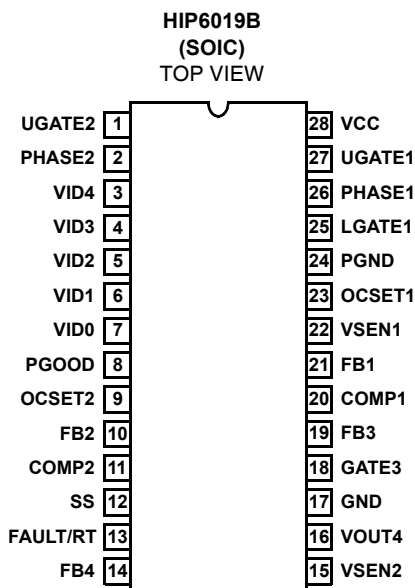 HIP6019B
(SOIC)
TOP VIEW
UGATE2 1 28 VCC
PHASE2 2 27 UGATE1
VID4 3 26 PHASE1
VID3 4 25 LGATE1
VID2 5 24 PGND
VID1 6 23 OCSET1
VID0 7 22 VSEN1
PGOOD 8 21 FB1
OCSET2 9 20 COMP1
FB2 10 19 FB3
COMP2 11 18 GATE3
SS 12 17 GND
FAULT/RT 13 16 VOUT4
FB4 14 15 VSEN2